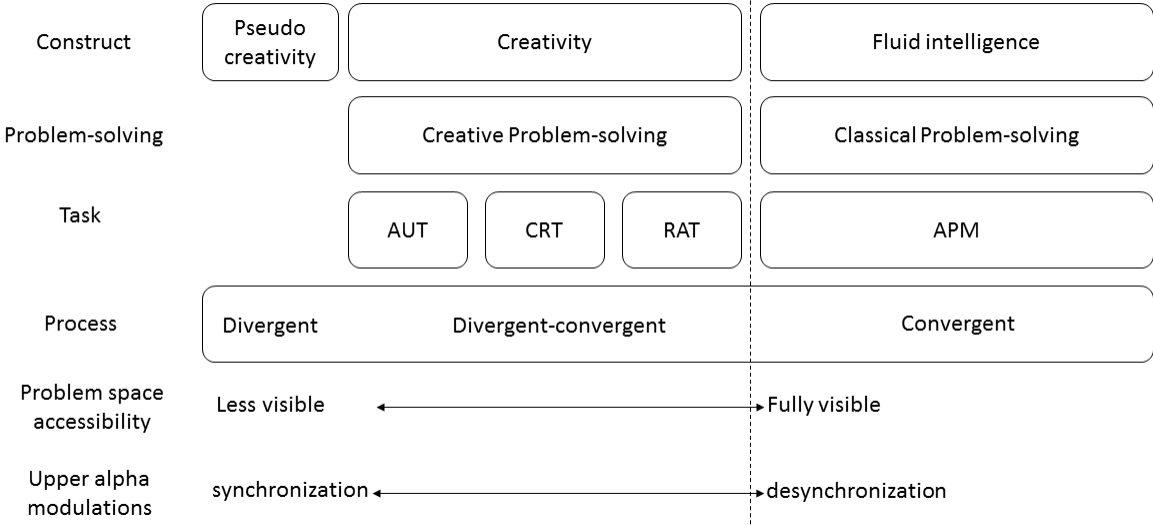 Construct
Pseudo
creativity
Creativity
Fluid intelligence
Problem-solving
Creative Problem-solving
Classical Problem-solving
Task
AUT
CRT
RAT
APM
Process
Divergent
Divergent-convergent
Convergent
Problem space
accessibility
Less visible
Fully visible
Upper alpha
modulations
synchronization
desynchronization